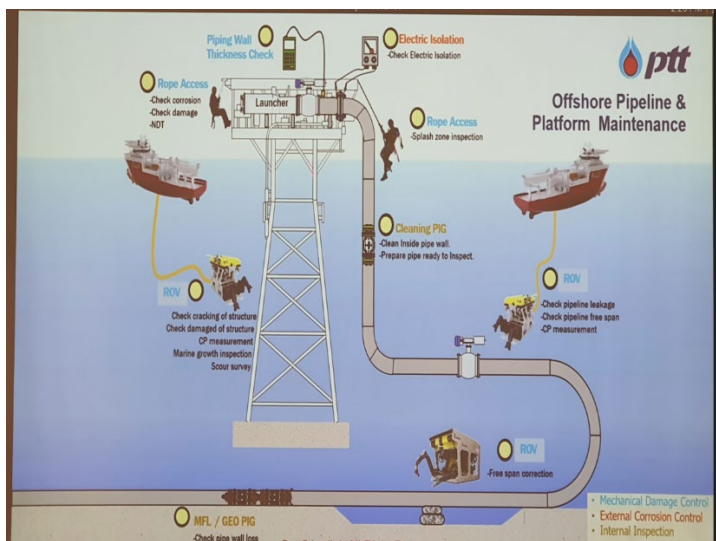 Piping Wall
Thickness Check
Electric Isolation
-Check Electric Isolation
ptt
Offshore Pipeline &
Platform Maintenance
Rope Access
-Check corrosion
-Check damage
-NDT
Launcher
Rope Access
-Splash zone inspection
Cleaning PIG
-Clean Inside pipe wall.
-Prepare pipe ready to Inspect.
ROV
Check cracking of structure
Check damaged of structure
CP measurement
Marine growth inspection
Scour survey
ROV
-Check pipeline leakage
-Check pipeline free span
-CP measurement
ROV
-Free span correction
MFL / GEO PIG
-Check pipe wall loss
• Mechanical Damage Control
• External Corrosion Control
• Internal Inspection